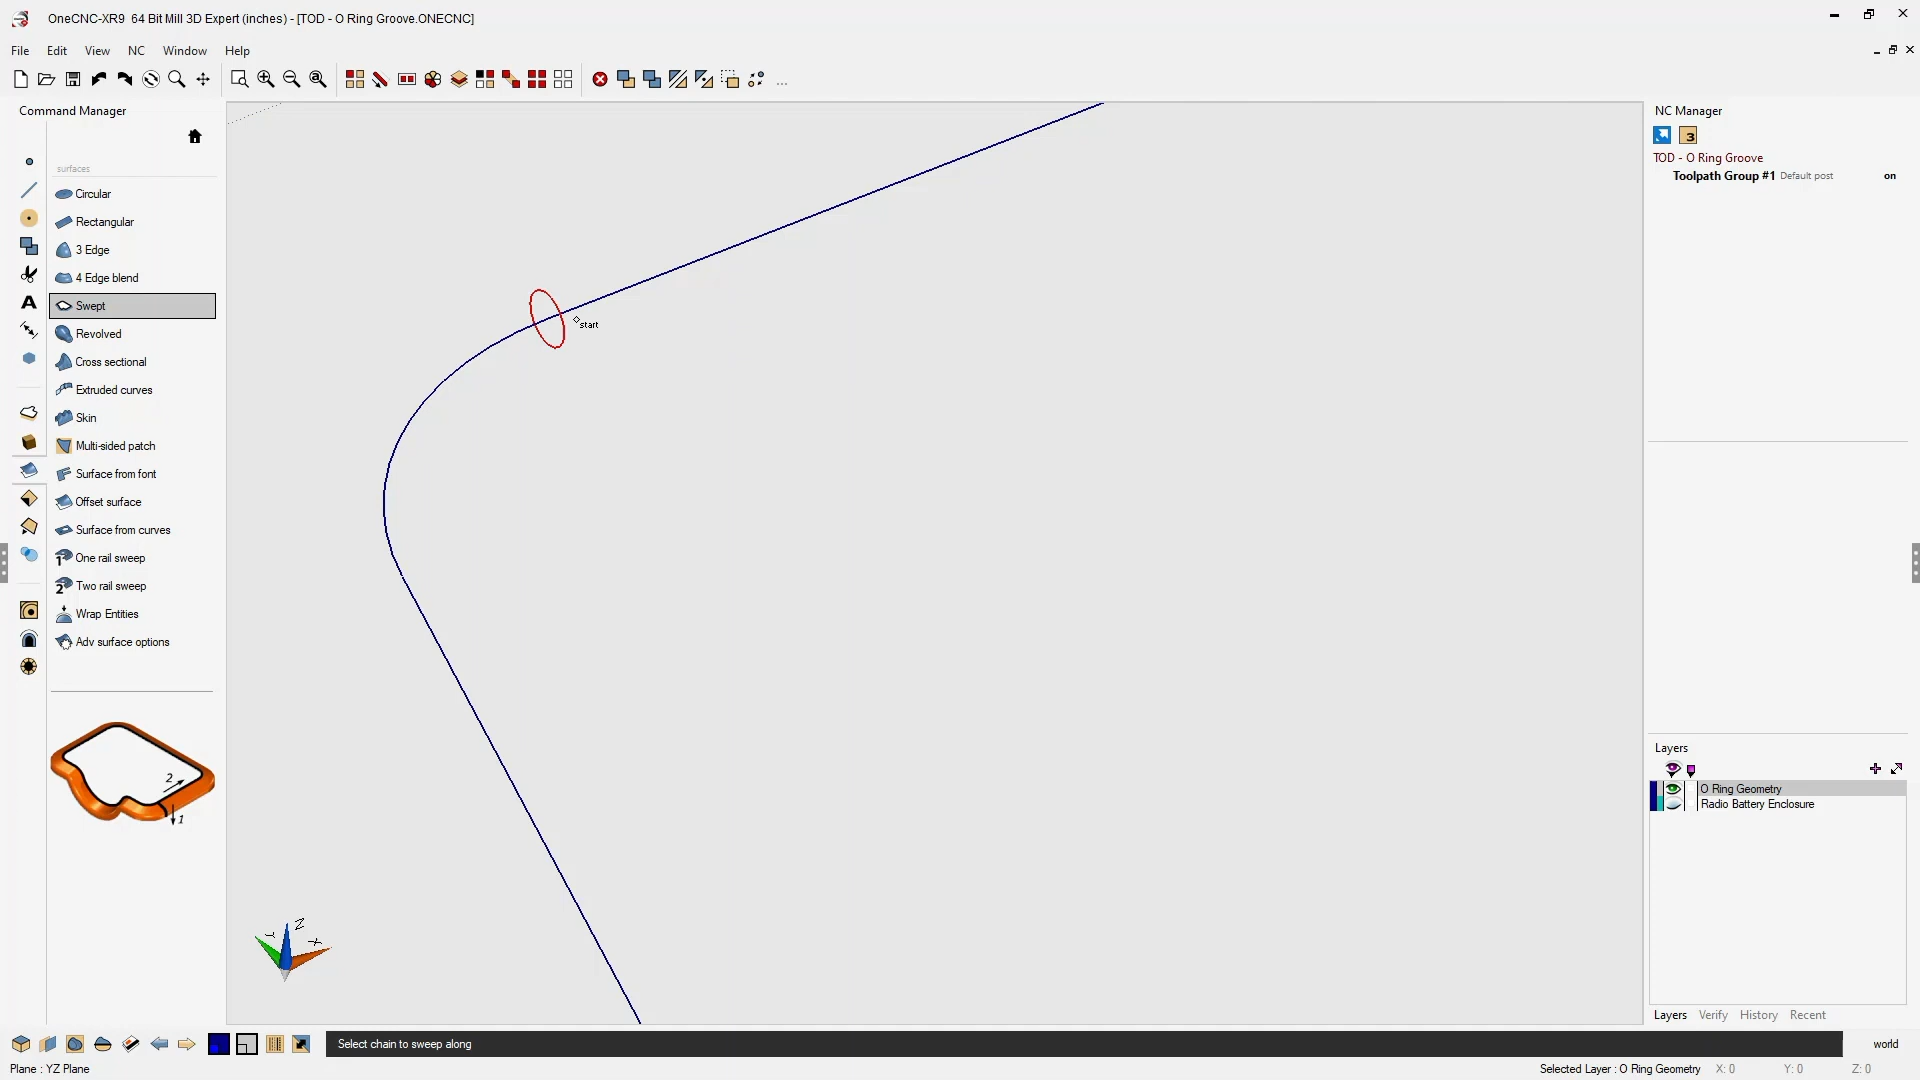 OneCNC-XR9 64 Bit Mill 3D Expert (inches) - [TOD - O Ring Groove.ONECNC]
File Edit View NC Window Help
Command Manager
surfaces
Circular
Rectangular
3 Edge
4 Edge blend
Swept
Revolved
Cross sectional
Extruded curves
Skin
Multi-sided patch
Surface from font
Offset surface
Surface from curves
One rail sweep
Two rail sweep
Wrap Entities
Adv surface options
2
1
start
Z
Y
X
NC Manager
3
TOD - O Ring Groove
Toolpath Group #1 Default post on
Layers
O Ring Geometry
Radio Battery Enclosure
Layers Verify History Recent
Select chain to sweep along
world
Plane : YZ Plane
Selected Layer : O Ring Geometry X: 0 Y: 0 Z: 0